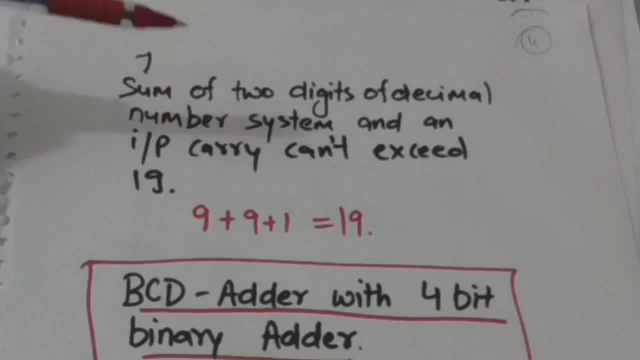 4
Sum of two digits of decimal
number system and an
i/p carry can't exceed
19.
9 + 9 + 1 = 19.
BCD - Adder with 4 bit
binary Adder.